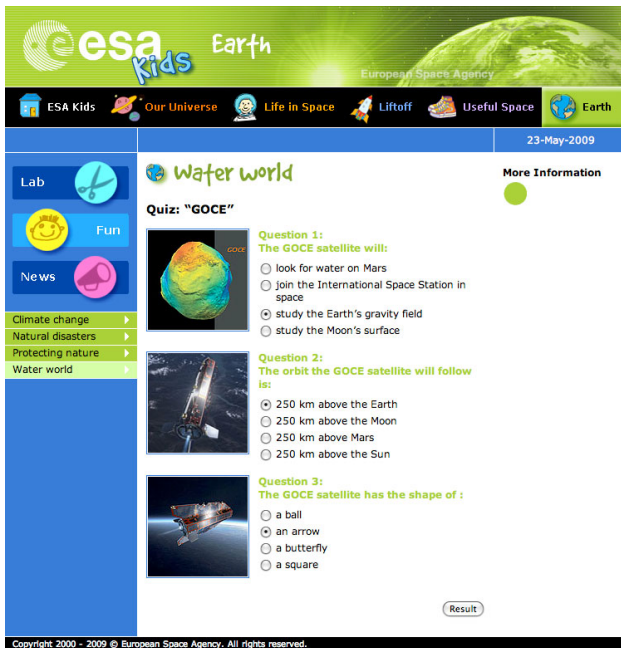 esa
Kids
Earth
European Space Agency
ESA Kids
Our Universe
Life in Space
Liftoff
Useful Space
Earth
23-May-2009
Lab
Fun
News
Climate change
Natural disasters
Protecting nature
Water world
Water world
Quiz: “GOCE”
GOCE
Question 1:
The GOCE satellite will:
look for water on Mars
join the International Space Station in
space
study the Earth’s gravity field
study the Moon’s surface
Question 2:
The orbit the GOCE satellite will follow
is:
250 km above the Earth
250 km above the Moon
250 km above Mars
250 km above the Sun
Question 3:
The GOCE satellite has the shape of :
a ball
an arrow
a butterfly
a square
Result
More Information
Copyright 2000 - 2009 © European Space Agency. All rights reserved.